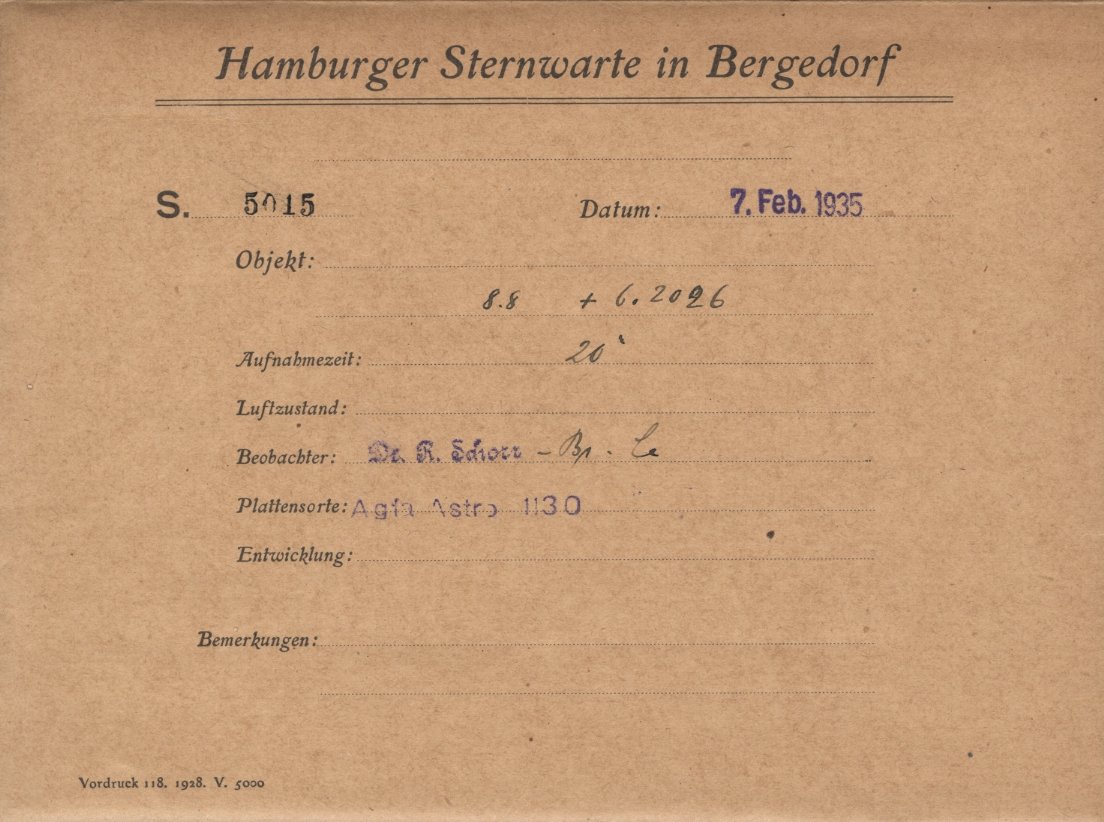 Hamburger Sternwarte in Bergedorf
S. 5015 Datum: 7. Feb. 1935
Objekt:
8.8 + 6.2026
Aufnahmezeit: 20
Luftzustand:
Beobachter: Dr. R. Schorr –
Plattensorte: Agfa Astro 1130
Entwicklung:
Bemerkungen:
Vordruck 118. 1928. V. 5000